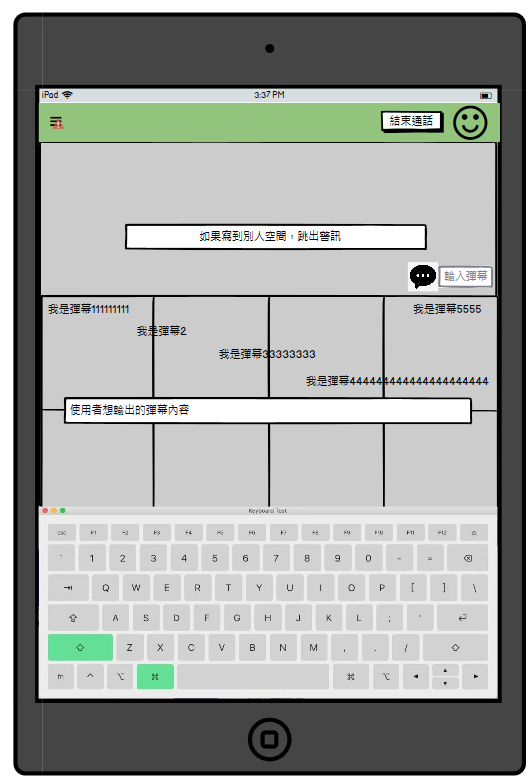 iPad
3:37 PM
結束通話
如果寫到別人空間，跳出警訊
輸入彈幕
我是彈幕111111111
我是彈幕5555
我是彈幕2
我是彈幕33333333
我是彈幕444444444444444444444
使用者想輸出的彈幕內容
Keyboard Test
esc F1 F2 F3 F4 F5 F6 F7 F8 F9 F10 F11 F12
` 1 2 3 4 5 6 7 8 9 0 - =
Q W E R T Y U I O P [ ] \
A S D F G H J K L ; '
Z X C V B N M , . /
fn